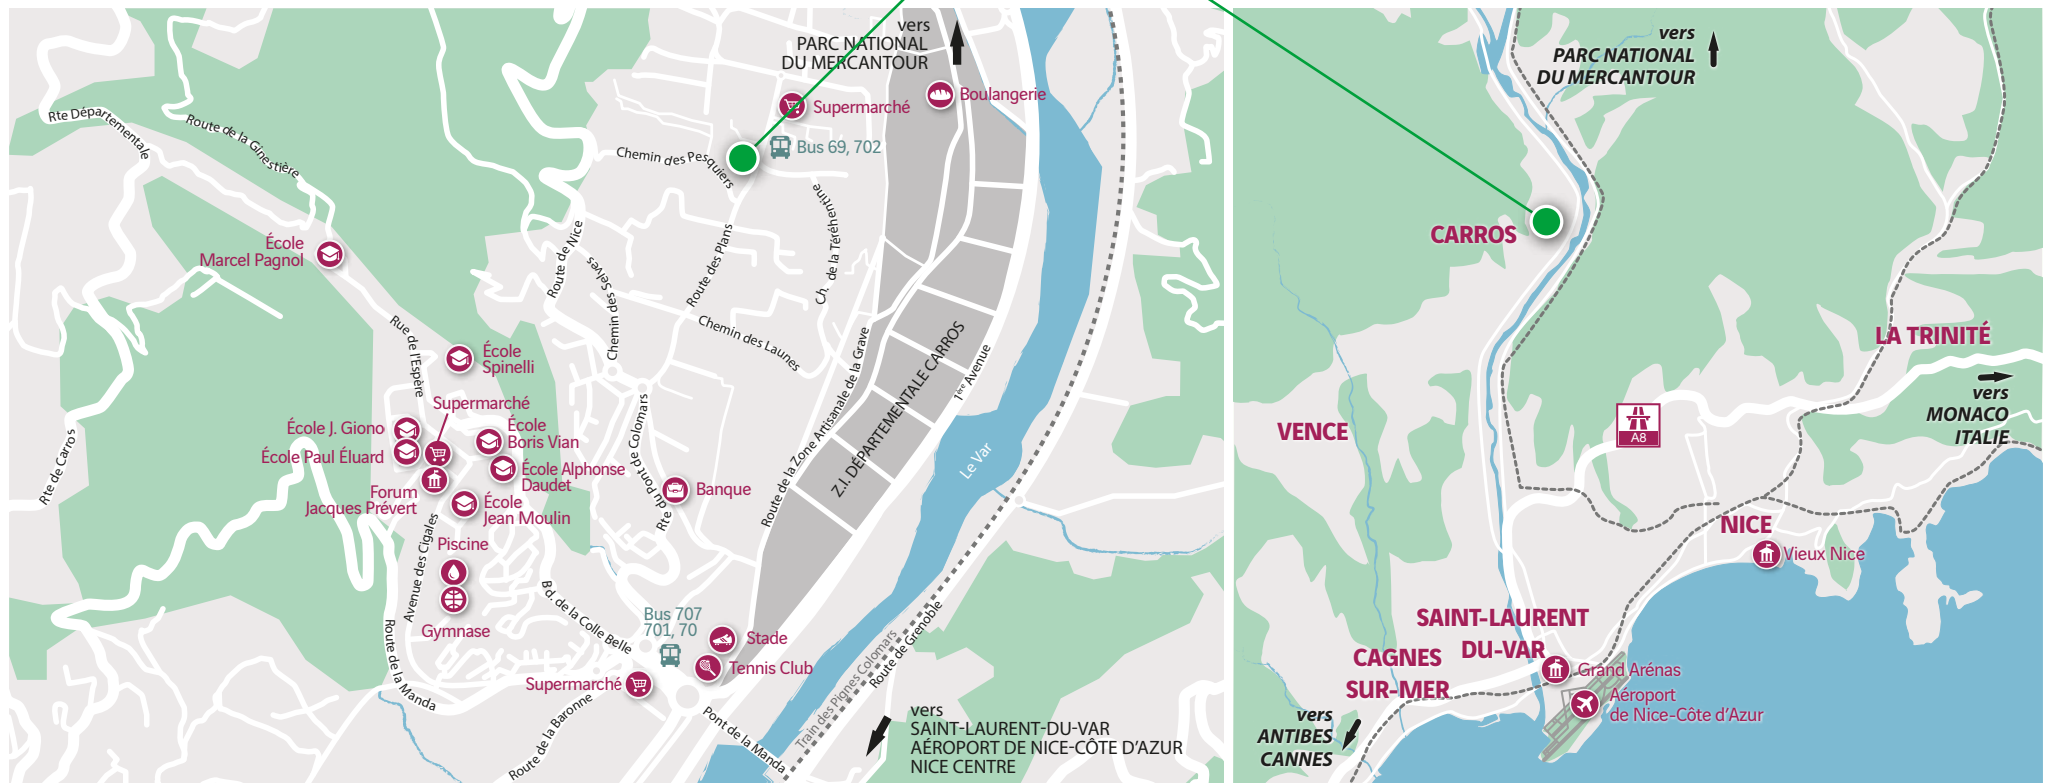 vers
PARC NATIONAL
DU MERCANTOUR
Supermarché
Boulangerie
Bus 69, 702
Rte Départementale
Route de la Ginestière
Chemin des Pesquiers
Ch. de la Térébentine
École
Marcel Pagnol
Route de Nice
Chemin des Selves
Route des Plans
Chemin des Launes
Rue de l'Espère
École
Spinelli
Supermarché
École J. Giono
École Paul Éluard
École
Boris Vian
École Alphonse
Daudet
Forum
Jacques Prévert
École
Jean Moulin
Rte de Carros
Rte du Pont de Colomars
Banque
Route de la Zone Artisanale de la Grave
Z.I. DÉPARTEMENTALE CARROS
1ère Avenue
Le Var
Piscine
Gymnase
Avenue des Cigales
Bd. de la Colle Belle
Route de la Manda
Bus 707
701, 70
Stade
Tennis Club
Supermarché
Route de la Baronne
Pont de la Manda
Train des Pignes Colomars
Route de Grenoble
vers
SAINT-LAURENT-DU-VAR
AÉROPORT DE NICE-CÔTE D'AZUR
NICE CENTRE
vers
PARC NATIONAL
DU MERCANTOUR
CARROS
LA TRINITÉ
vers
MONACO
ITALIE
VENCE
A8
NICE
Vieux Nice
SAINT-LAURENT
DU-VAR
CAGNES
SUR-MER
Grand Arénas
Aéroport
de Nice-Côte d'Azur
vers
ANTIBES
CANNES